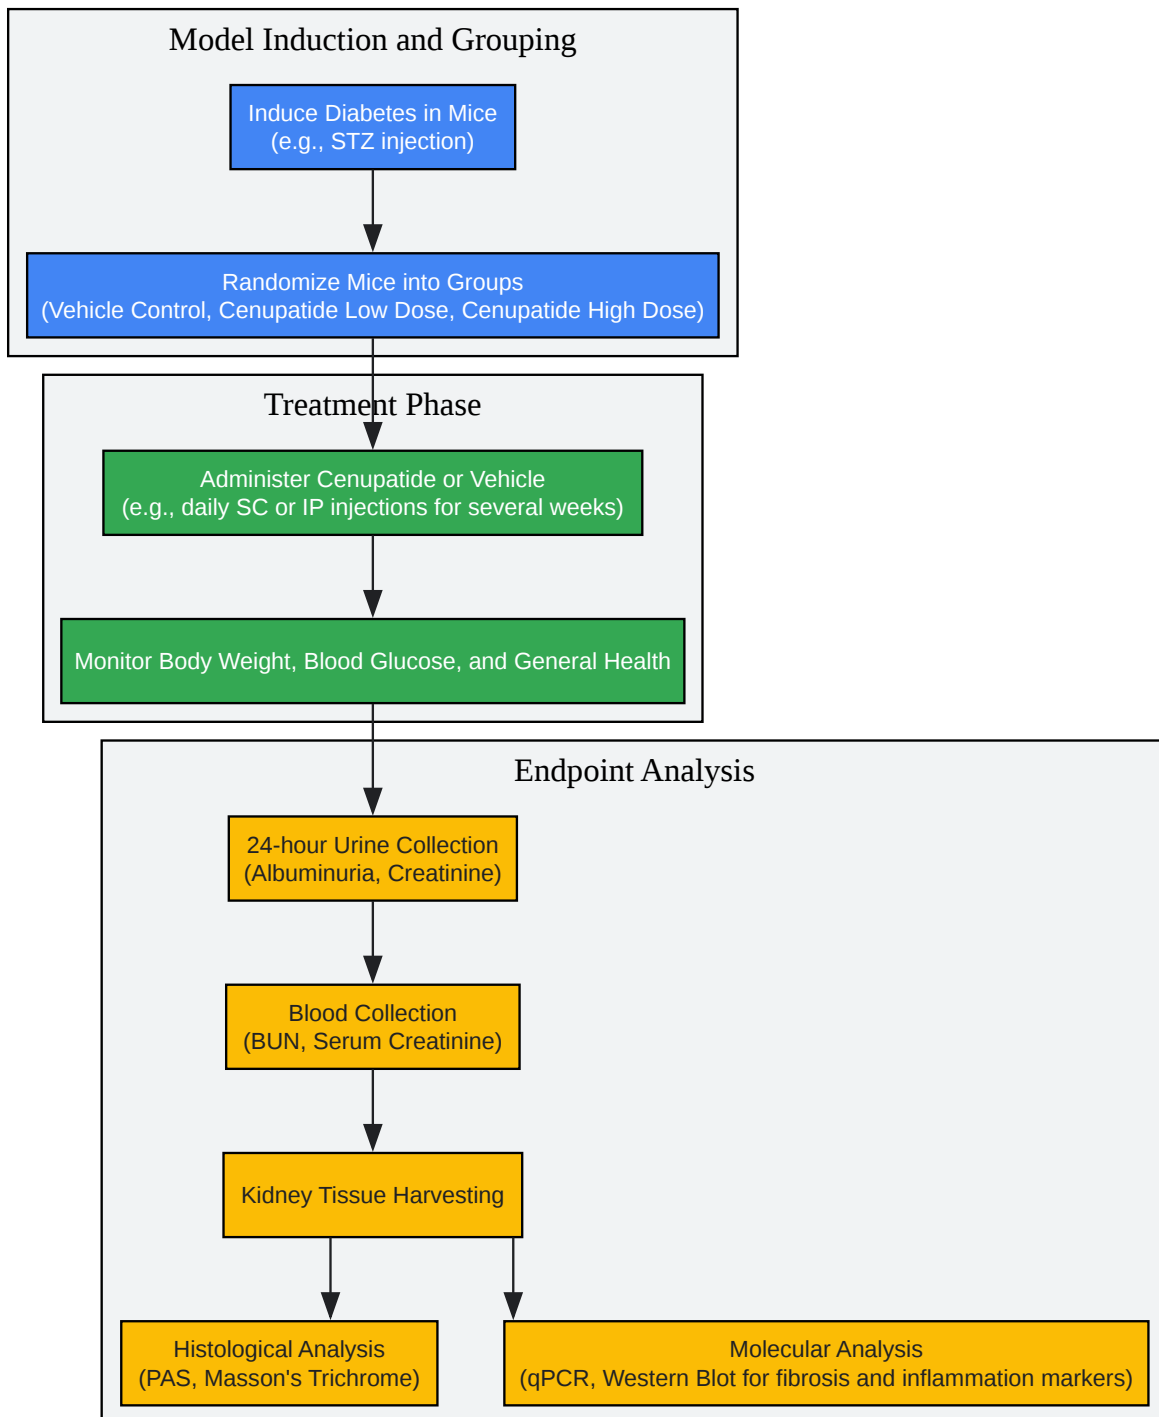 Model Induction and Grouping
Induce Diabetes in Mice
(e.g., STZ injection)
Randomize Mice into Groups
(Vehicle Control, Cenupatide Low Dose, Cenupatide High Dose)
Treatment Phase
Administer Cenupatide or Vehicle
(e.g., daily SC or IP injections for several weeks)
Monitor Body Weight, Blood Glucose, and General Health
Endpoint Analysis
24-hour Urine Collection
(Albuminuria, Creatinine)
Blood Collection
(BUN, Serum Creatinine)
Kidney Tissue Harvesting
Histological Analysis
(PAS, Masson's Trichrome)
Molecular Analysis
(qPCR, Western Blot for fibrosis and inflammation markers)